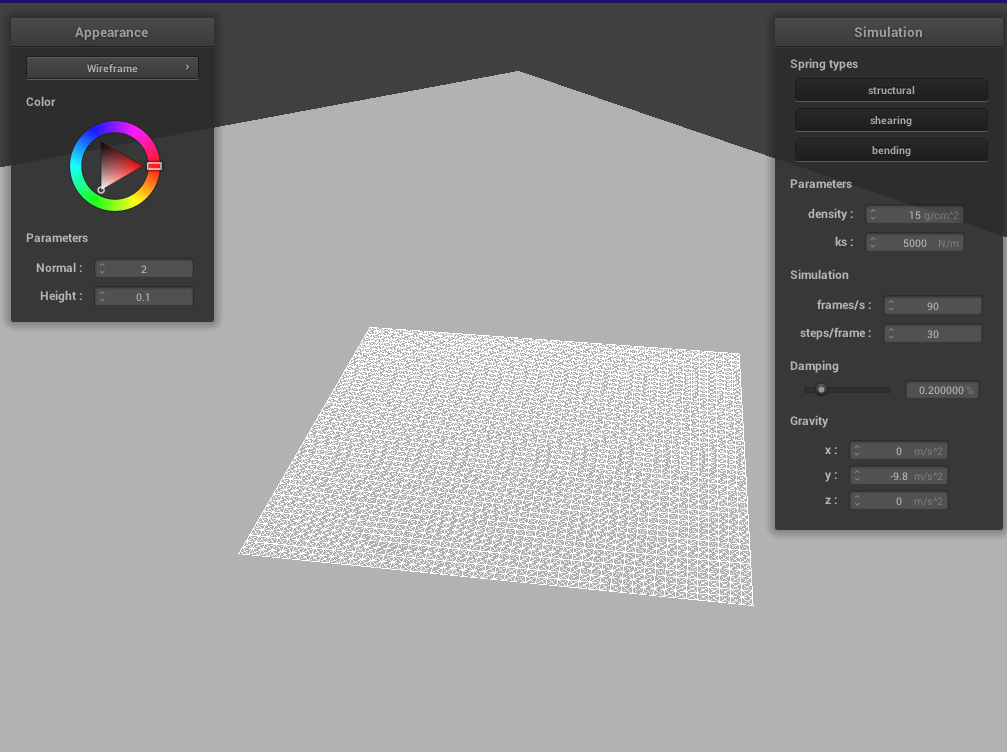 Appearance
Wireframe
Color
Parameters
Normal : 2
Height : 0.1
Simulation
Spring types
structural
shearing
bending
Parameters
density : 15 g/cm^2
ks : 5000 N/m
Simulation
frames/s : 90
steps/frame : 30
Damping
0.200000 %
Gravity
x : 0 m/s^2
y : -9.8 m/s^2
z : 0 m/s^2